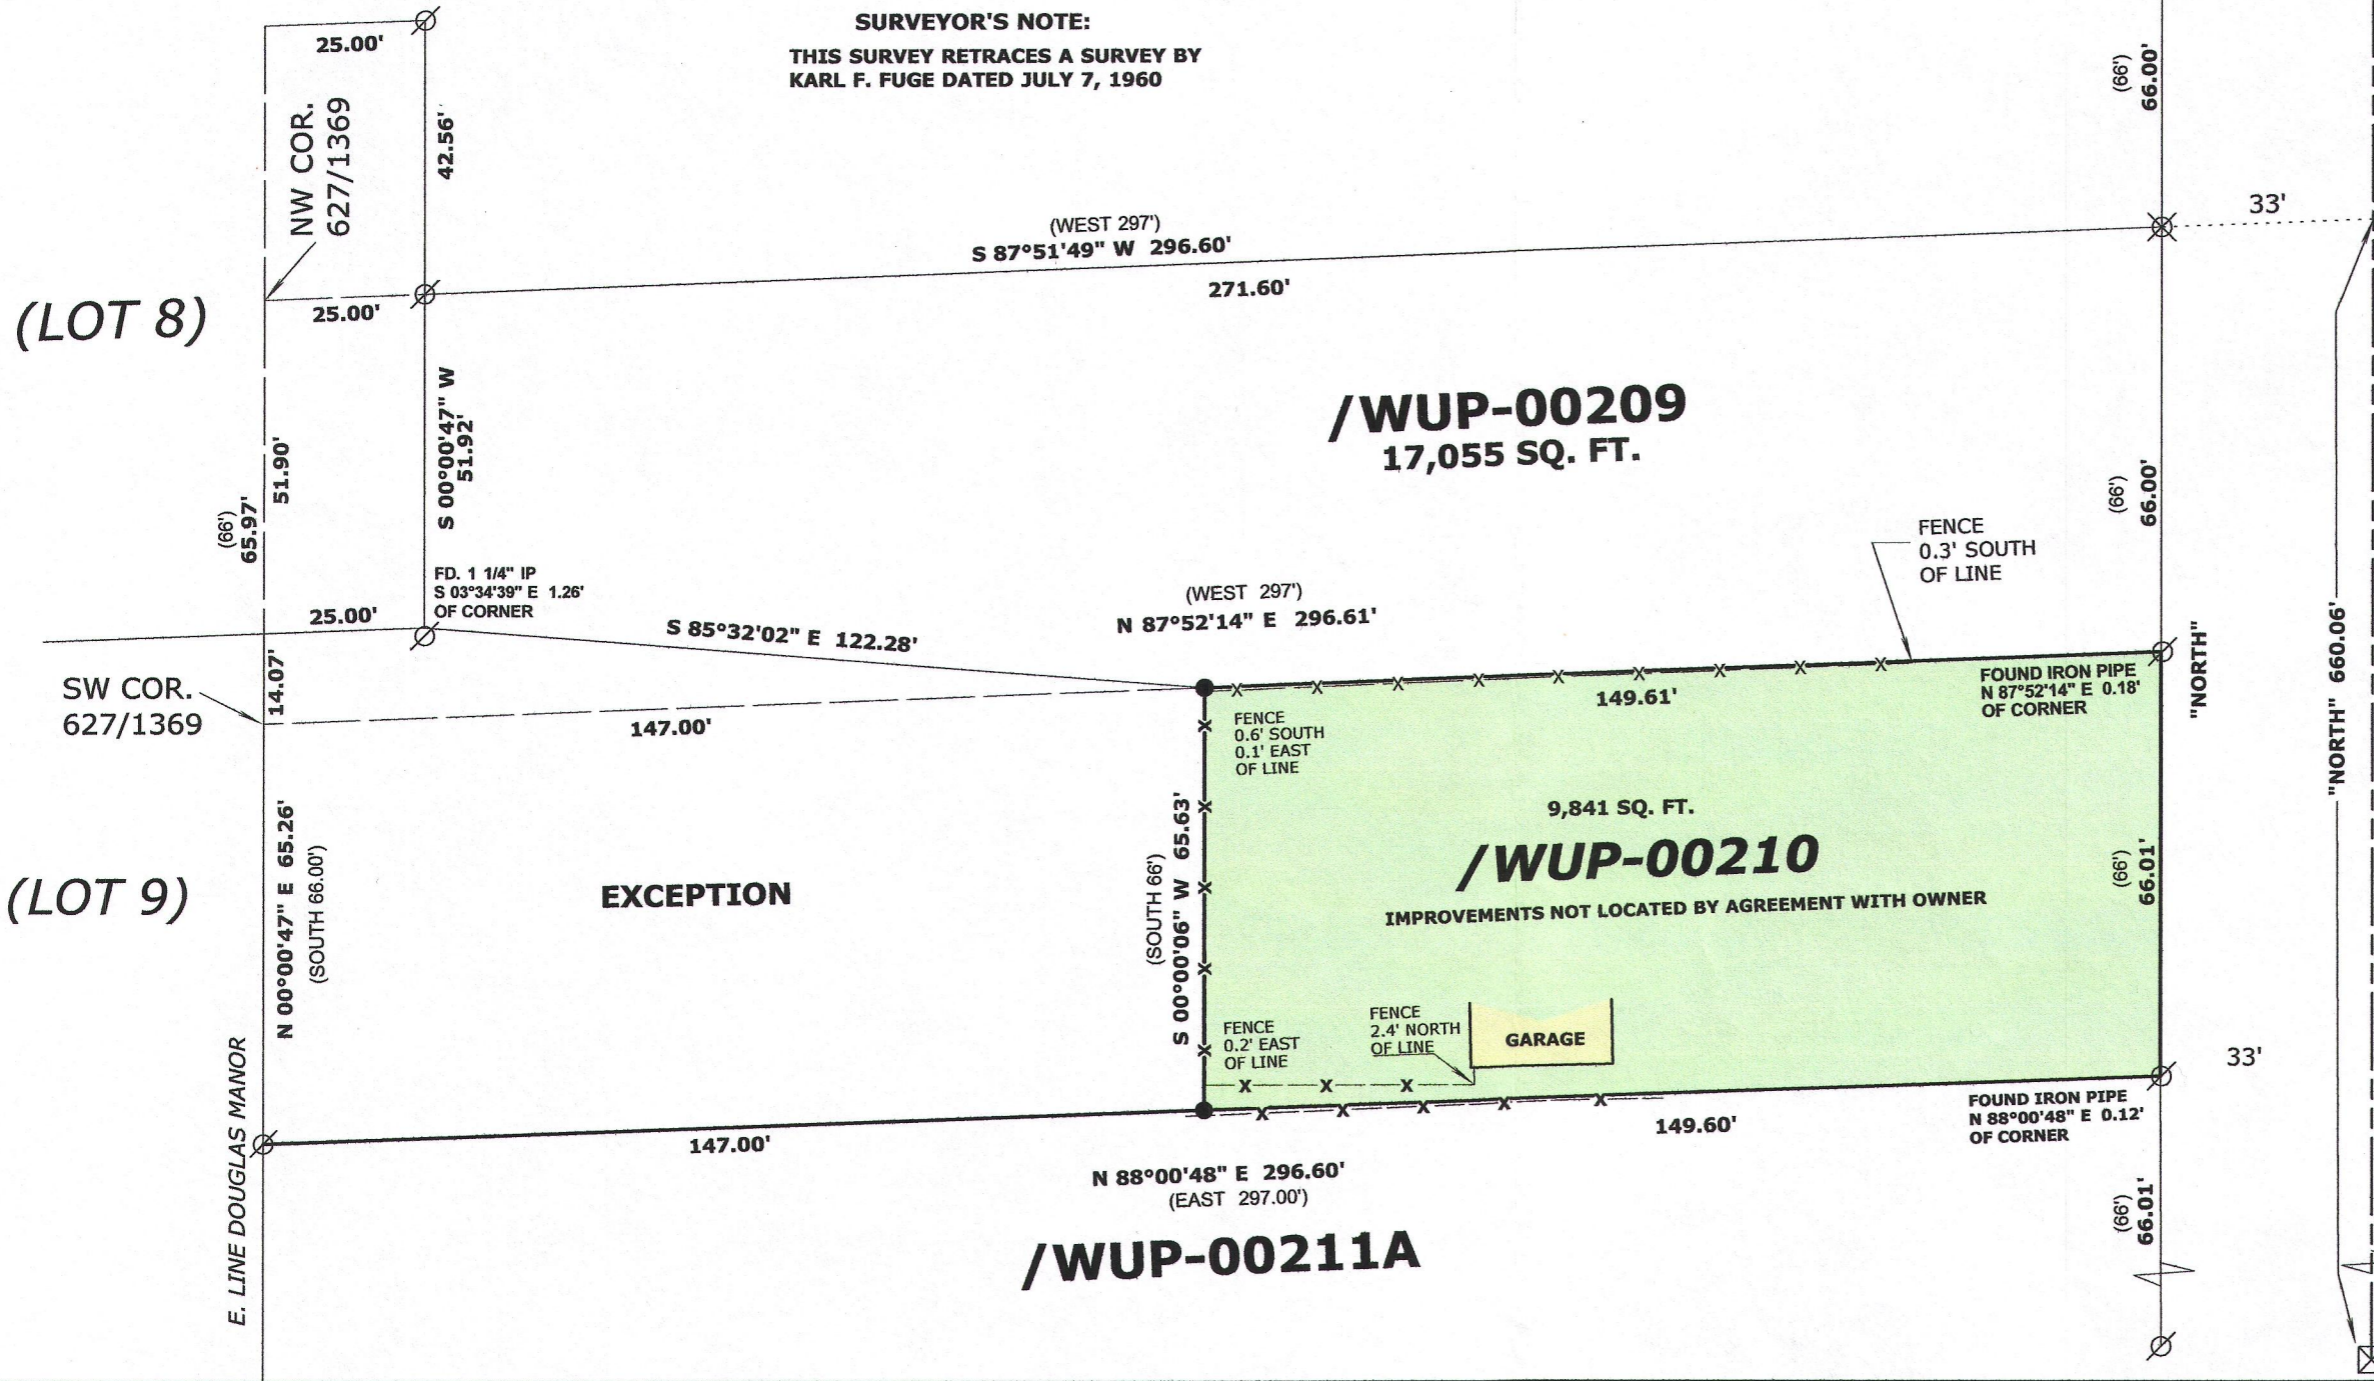 SURVEYOR'S NOTE:
THIS SURVEY RETRACES A SURVEY BY
KARL F. FUGE DATED JULY 7, 1960
25.00'
42.56'
NW COR.
627/1369
(66')
66.00'
33'
(WEST 297')
S 87°51'49" W 296.60'
271.60'
25.00'
(LOT 8)
/WUP-00209
17,055 SQ. FT.
S 00°00'47" W
51.92'
51.90'
(66')
65.97'
(66')
66.00'
FENCE
0.3' SOUTH
OF LINE
FD. 1 1/4" IP
S 03°34'39" E 1.26'
OF CORNER
25.00'
(WEST 297')
N 87°52'14" E 296.61'
S 85°32'02" E 122.28'
"NORTH"
"NORTH" 660.06'
14.07'
SW COR.
627/1369
147.00'
149.61'
FOUND IRON PIPE
N 87°52'14" E 0.18'
OF CORNER
FENCE
0.6' SOUTH
0.1' EAST
OF LINE
N 00°00'47" E 65.26'
(SOUTH 66.00')
(LOT 9)
EXCEPTION
(SOUTH 66')
S 00°00'06" W 65.63'
9,841 SQ. FT.
/WUP-00210
IMPROVEMENTS NOT LOCATED BY AGREEMENT WITH OWNER
(66')
66.01'
FENCE
0.2' EAST
OF LINE
FENCE
2.4' NORTH
OF LINE
GARAGE
33'
E. LINE DOUGLAS MANOR
147.00'
149.60'
FOUND IRON PIPE
N 88°00'48" E 0.12'
OF CORNER
N 88°00'48" E 296.60'
(EAST 297.00')
(66')
66.01'
/WUP-00211A